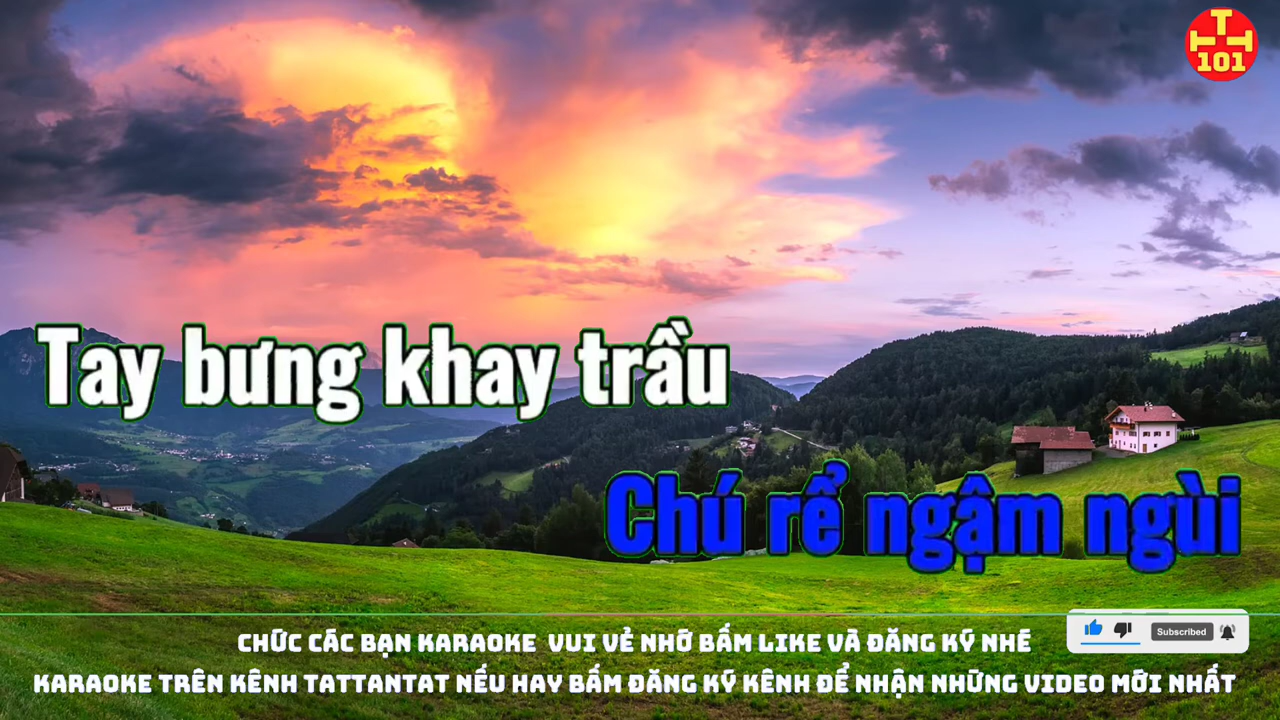 TTT
101
Tay bưng khay trầu
Chú rể ngậm ngùi
Subscribed
CHÚC CÁC BẠN KARAOKE VUI VẺ NHỚ BẤM LIKE VÀ ĐĂNG KÝ NHÉ
KARAOKE TRÊN KÊNH TATTANTAT NẾU HAY BẤM ĐĂNG KÝ KÊNH ĐỂ NHẬN NHỮNG VIDEO MỚI NHẤT